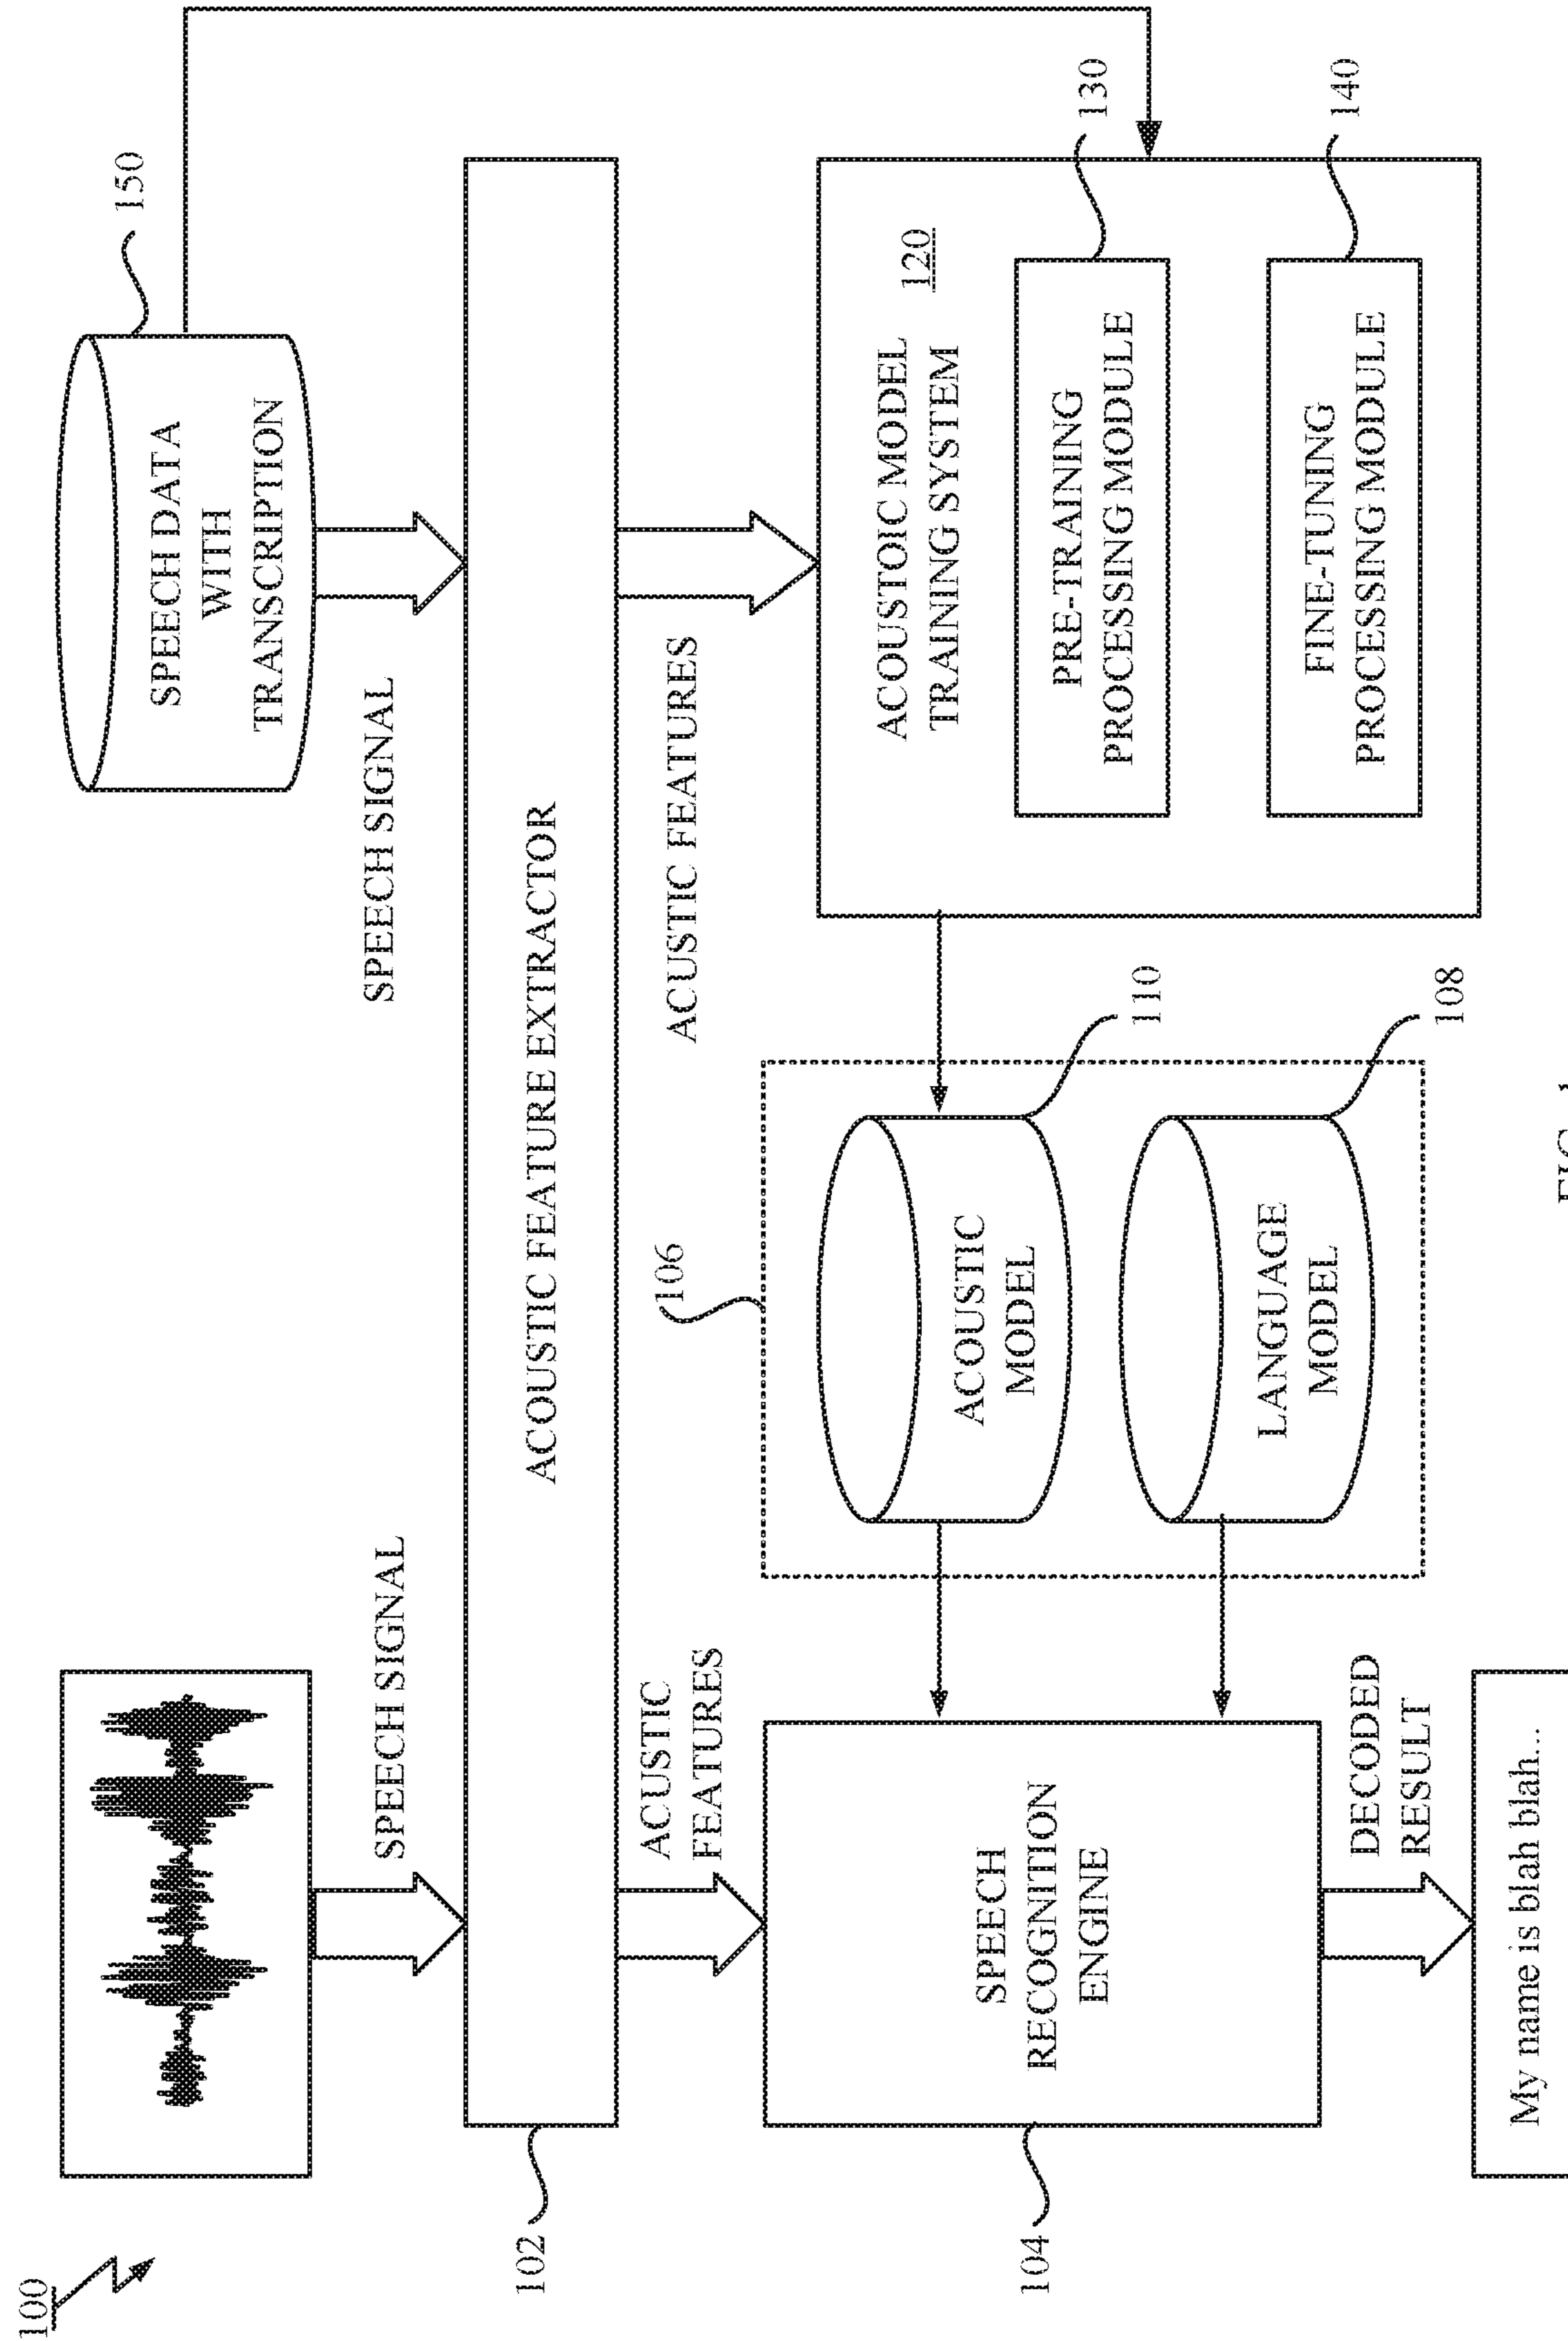 100
150
SPEECH DATA
WITH
TRANSCRIPTION
SPEECH SIGNAL
SPEECH SIGNAL
102
ACOUSTIC FEATURE EXTRACTOR
ACUSTIC
FEATURES
ACUSTIC FEATURES
106
104
SPEECH
RECOGNITION
ENGINE
ACOUSTIC
MODEL
110
LANGUAGE
MODEL
108
ACOUSTOIC MODEL
TRAINING SYSTEM
120
PRE-TRAINING
PROCESSING MODULE
130
FINE-TUNING
PROCESSING MODULE
140
DECODED
RESULT
My name is blah blah...